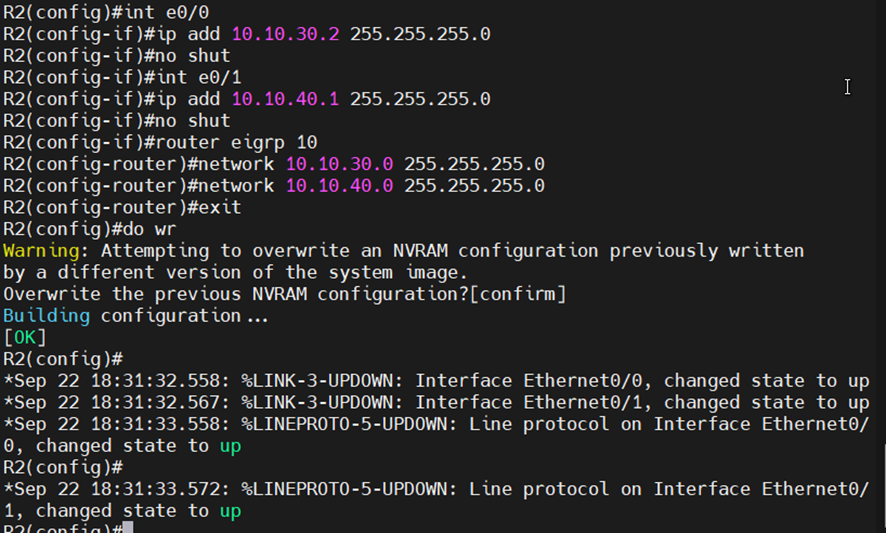 R2(config)#int e0/0
R2(config-if)#ip add 10.10.30.2 255.255.255.0
R2(config-if)#no shut
R2(config-if)#int e0/1
R2(config-if)#ip add 10.10.40.1 255.255.255.0
R2(config-if)#no shut
R2(config-if)#router eigrp 10
R2(config-router)#network 10.10.30.0 255.255.255.0
R2(config-router)#network 10.10.40.0 255.255.255.0
R2(config-router)#exit
R2(config)#do wr
Warning: Attempting to overwrite an NVRAM configuration previously written
by a different version of the system image.
Overwrite the previous NVRAM configuration?[confirm]
Building configuration...
[OK]
R2(config)#
*Sep 22 18:31:32.558: %LINK-3-UPDOWN: Interface Ethernet0/0, changed state to up
*Sep 22 18:31:32.567: %LINK-3-UPDOWN: Interface Ethernet0/1, changed state to up
*Sep 22 18:31:33.558: %LINEPROTO-5-UPDOWN: Line protocol on Interface Ethernet0/
0, changed state to up
R2(config)#
*Sep 22 18:31:33.572: %LINEPROTO-5-UPDOWN: Line protocol on Interface Ethernet0/
1, changed state to up
R2(config)#